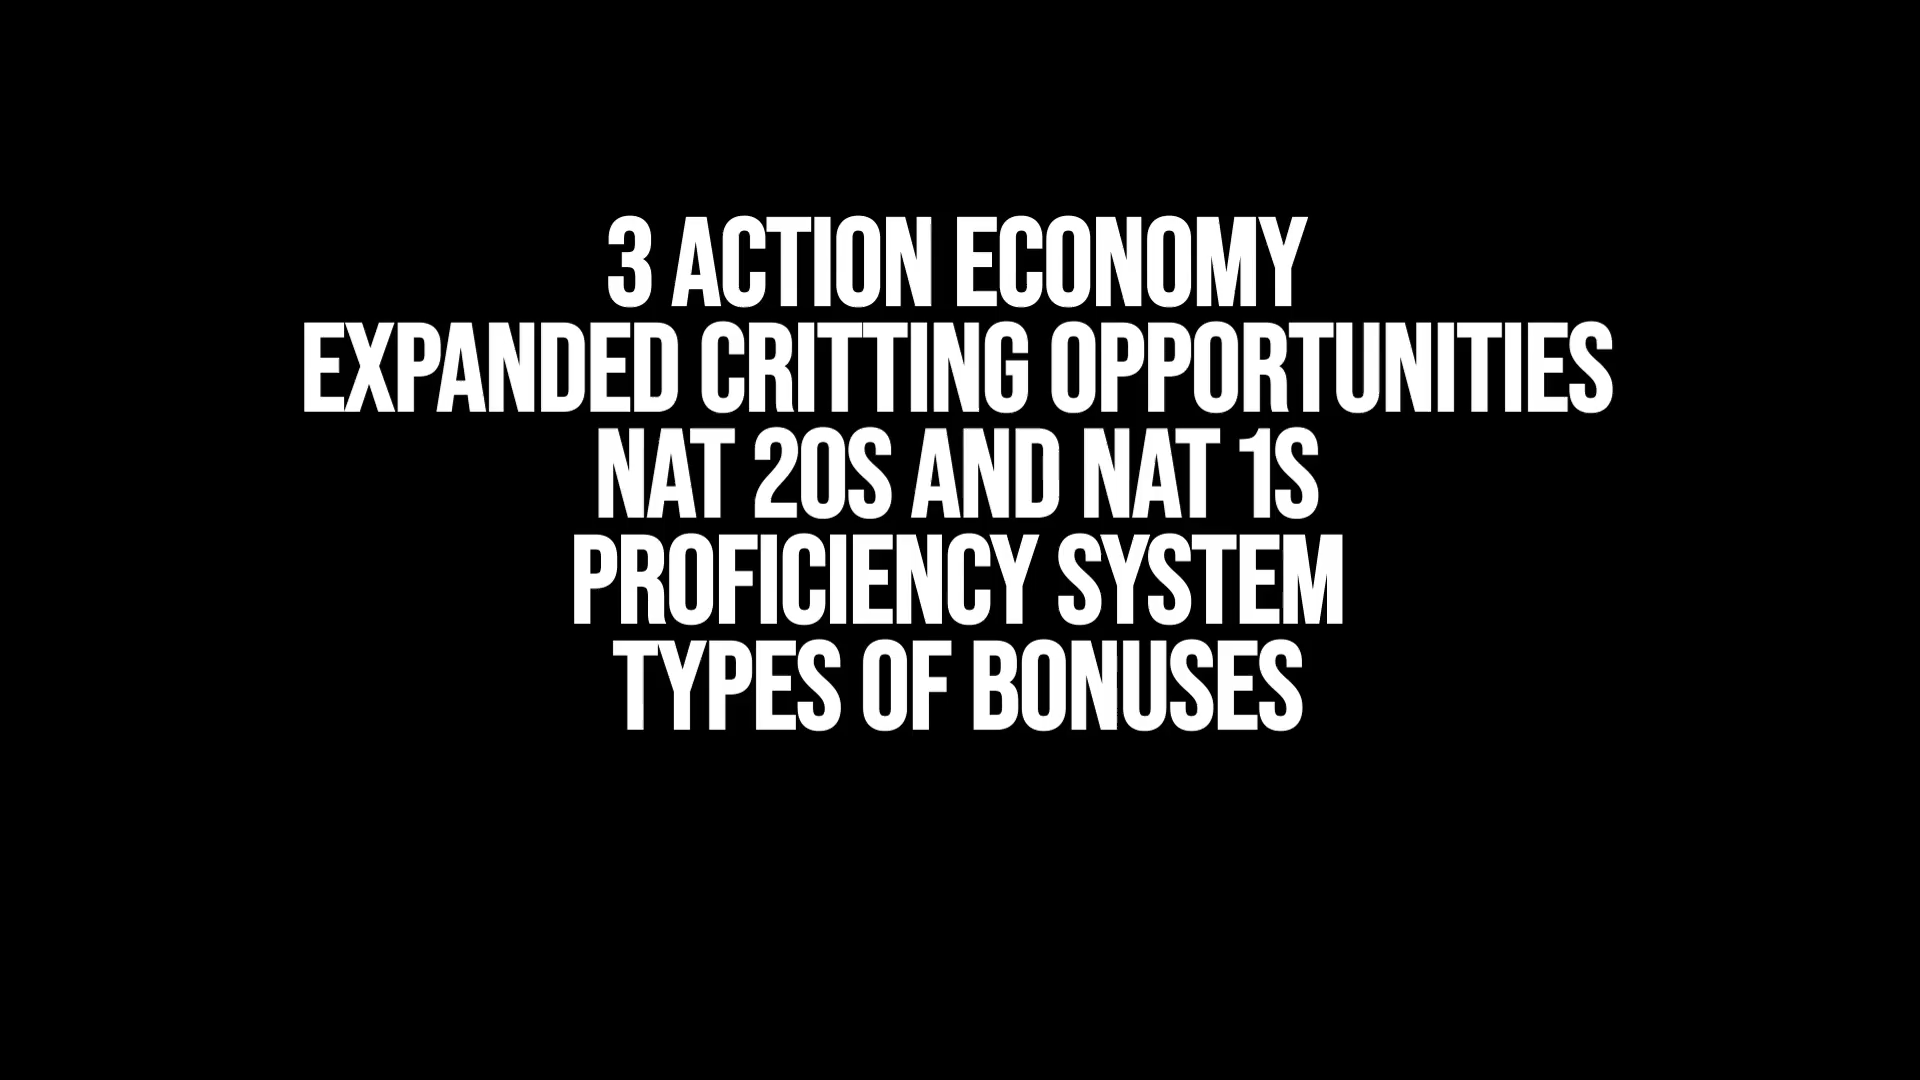 3 ACTION ECONOMY
EXPANDED CRITTING OPPORTUNITIES
NAT 20S AND NAT 1S
PROFICIENCY SYSTEM
TYPES OF BONUSES